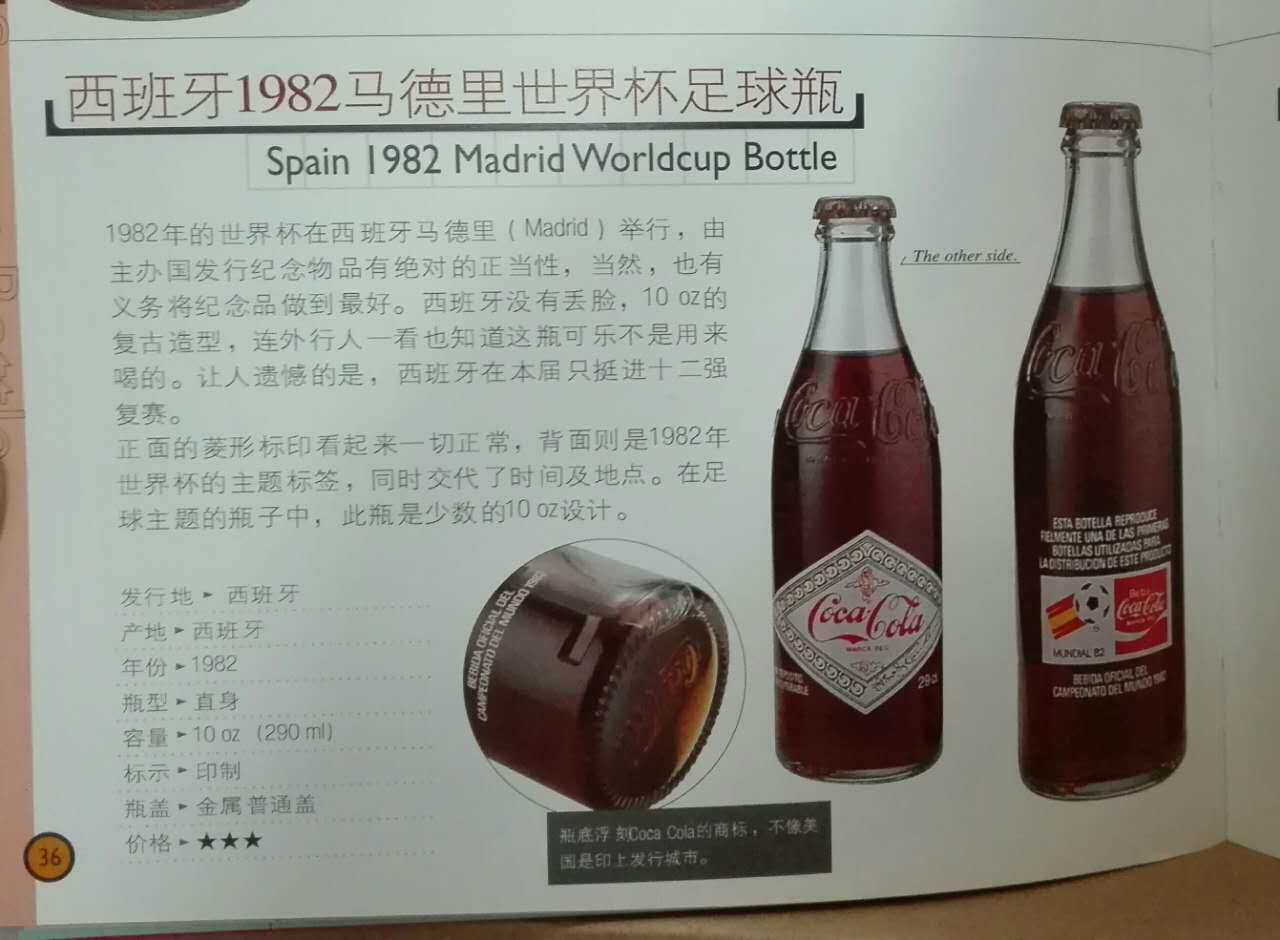 西班牙1982马德里世界杯足球瓶
Spain 1982 Madrid Worldcup Bottle
1982年的世界杯在西班牙马德里（Madrid）举行，由
主办国发行纪念物品有绝对的正当性，当然，也有
义务将纪念品做到最好。西班牙没有丢脸，10 oz的
复古造型，连外行人一看也知道这瓶可乐不是用来
喝的。让人遗憾的是，西班牙在本届只挺进十二强
复赛。
正面的菱形标印看起来一切正常，背面则是1982年
世界杯的主题标签，同时交代了时间及地点。在足
球主题的瓶子中，此瓶是少数的10 oz设计。
发行地▸西班牙
产地▸西班牙
年份▸1982
瓶型▸直身
容量▸10 oz（290 ml）
标示▸印制
瓶盖▸金属普通盖
价格▸★★★
36
BEBIDA OFICIAL DEL
CAMPEONATO DEL MUNDO 1982
瓶底浮刻Coca Cola的商标，不像美
国是印上发行城市。
The other side.
Coca Cola
Coca-Cola
MARCA REG
29 cl
Coca Co
ESTA BOTELLA REPRODUCE
FIELMENTE UNA DE LAS PRIMERAS
BOTELLAS UTILIZADAS PARA
LA DISTRIBUCION DE ESTE PRODUCTO
Coca-Cola
MARCA REG
MUNDIAL 82
BEBIDA OFICIAL DEL
CAMPEONATO DEL MUNDO 1982